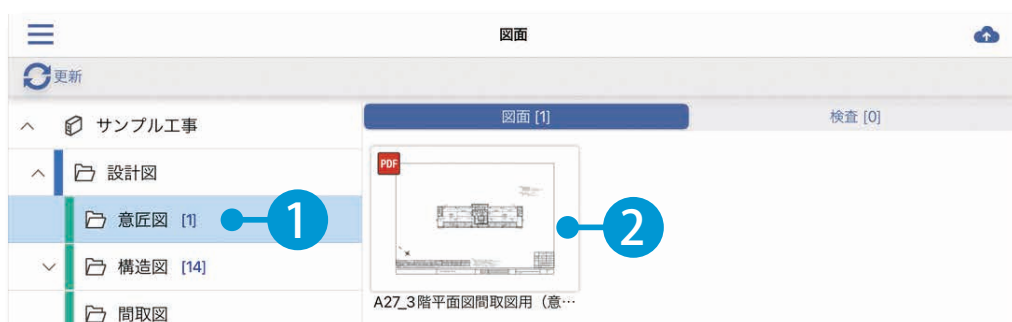 図面
更新
サンプル工事
図面 [1]
検査 [0]
設計図
PDF
意匠図 [1]
1
2
構造図 [14]
A27_3階平面図間取図用（意…
間取図